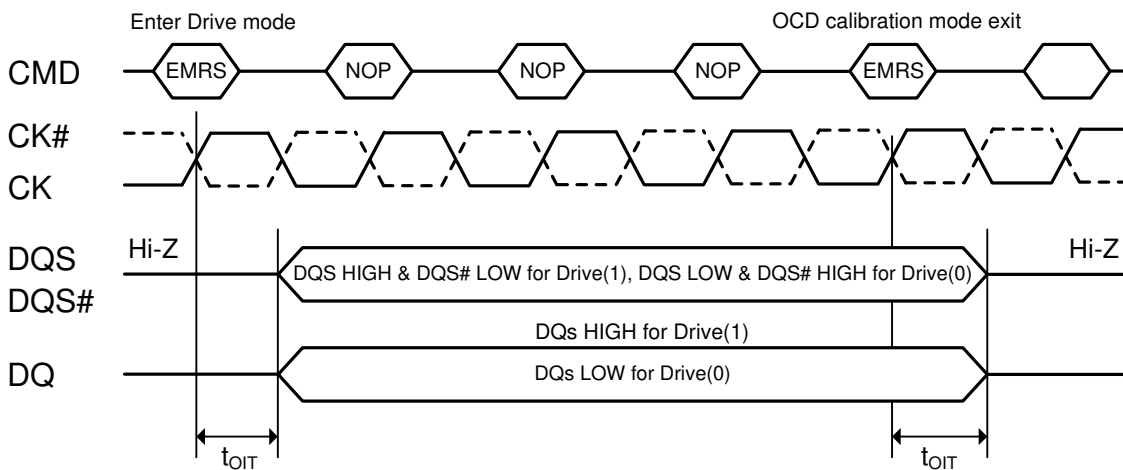 Enter Drive mode
OCD calibration mode exit
CMD
EMRS
NOP
NOP
NOP
EMRS
CK#
CK
Hi-Z
Hi-Z
DQS
DQS#
DQS HIGH & DQS# LOW for Drive(1), DQS LOW & DQS# HIGH for Drive(0)
DQs HIGH for Drive(1)
DQ
DQs LOW for Drive(0)
tOIT
tOIT